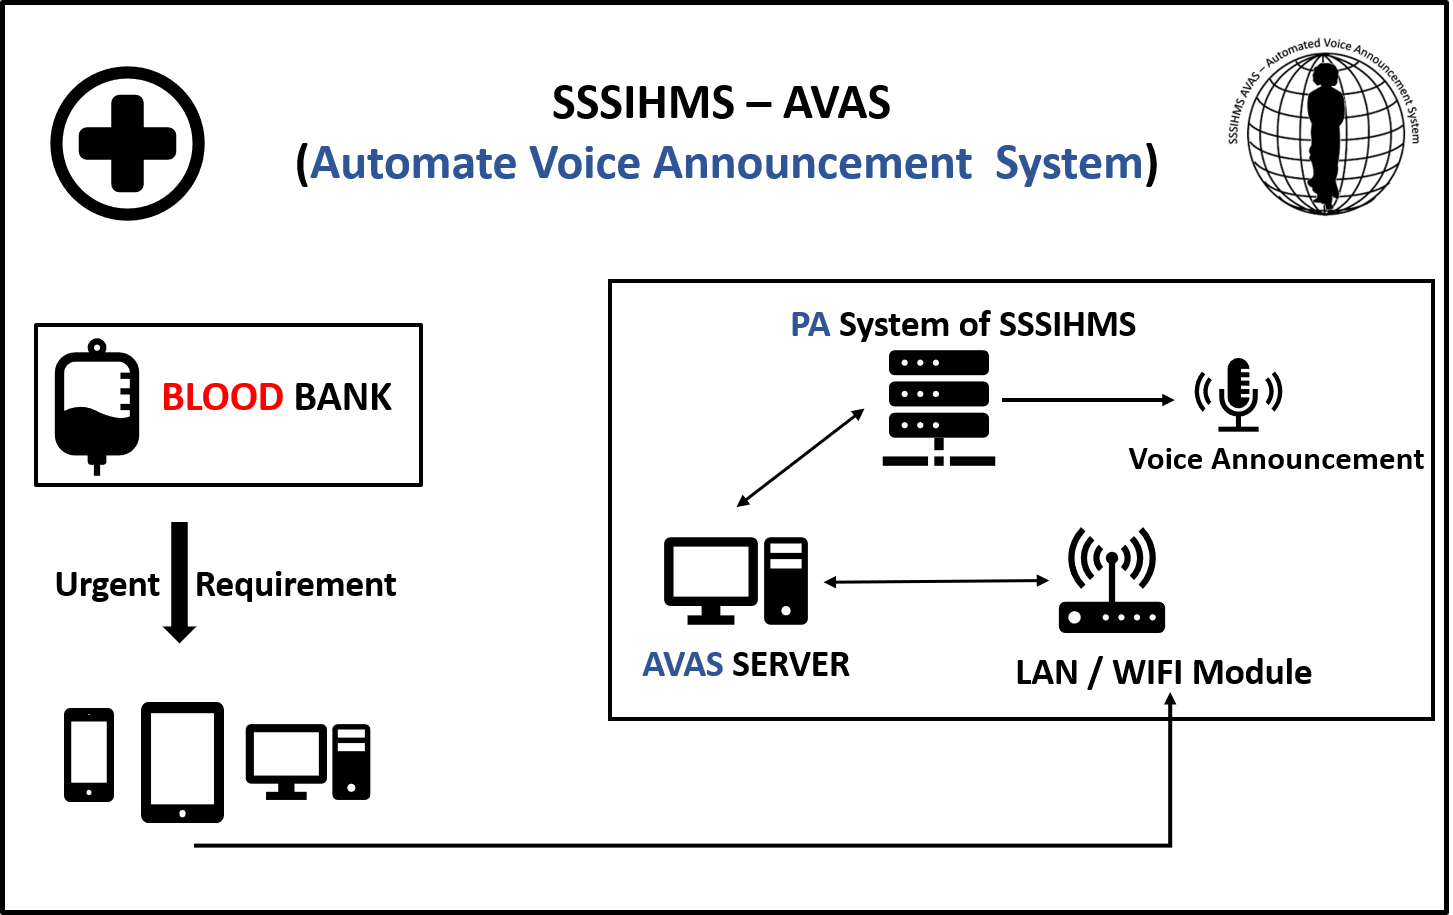 SSSIHMS – AVAS
(Automate Voice Announcement  System)
SSSIHMS AVAS – Automated Voice Announcement System
BLOOD BANK
Urgent Requirement
PA System of SSSIHMS
Voice Announcement
AVAS SERVER
LAN / WIFI Module